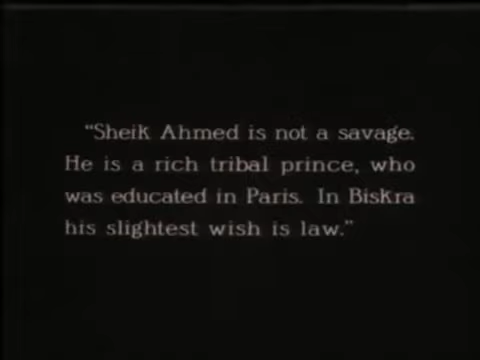 “Sheik Ahmed is not a savage.
He is a rich tribal prince, who
was educated in Paris. In Biskra
his slightest wish is law.”